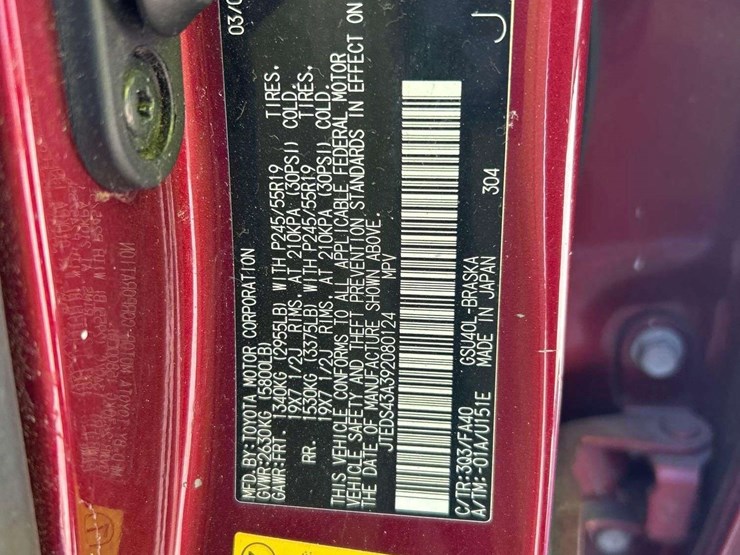 03/0
MFD.BY:TOYOTA MOTOR CORPORATION
GVWR:2630KG (5800LB)
GAWR:FRT. 1340KG (2955LB) WITH P245/55R19 TIRES,
19X7 1/2J RIMS, AT 210KPA (30PSI) COLD.
RR. 1530KG (3375LB) WITH P245/55R19 TIRES,
19X7 1/2J RIMS, AT 210KPA (30PSI) COLD.
THIS VEHICLE CONFORMS TO ALL APPLICABLE FEDERAL MOTOR
VEHICLE SAFETY AND THEFT PREVENTION STANDARDS IN EFFECT ON
THE DATE OF MANUFACTURE SHOWN ABOVE.
JTEDS43A392080124 MPV
C/TR:3Q3/FA40 GSU40L-BRASKA 304
A/TM:-01A/U151E MADE IN JAPAN
J